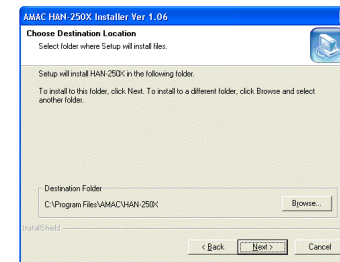 AMAC HAN-250X Installer Ver 1.06
Choose Destination Location
Select folder where Setup will install files.
Setup will install HAN-250X in the following folder.
To install to this folder, click Next. To install to a different folder, click Browse and select
another folder.
Destination Folder
C:\Program Files\AMAC\HAN-250X
Browse...
InstallShield
< Back
Next >
Cancel